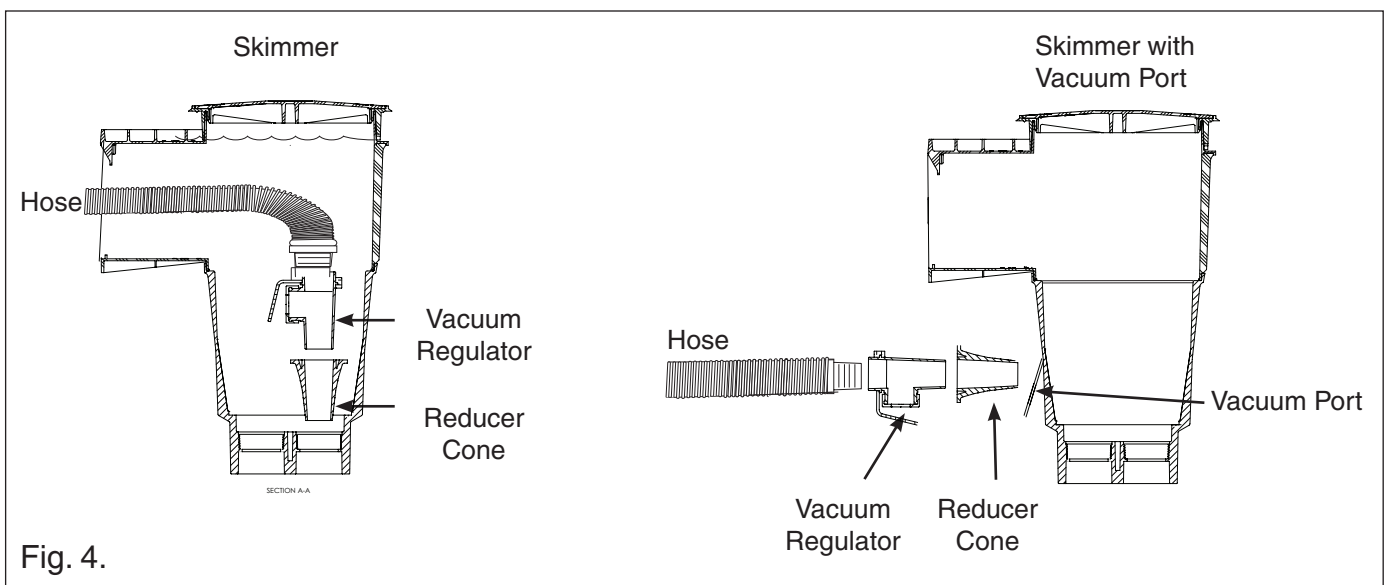 Skimmer
Hose
Vacuum
Regulator
Reducer
Cone
SECTION A-A
Skimmer with
Vacuum Port
Hose
Vacuum Port
Vacuum
Regulator
Reducer
Cone
Fig. 4.